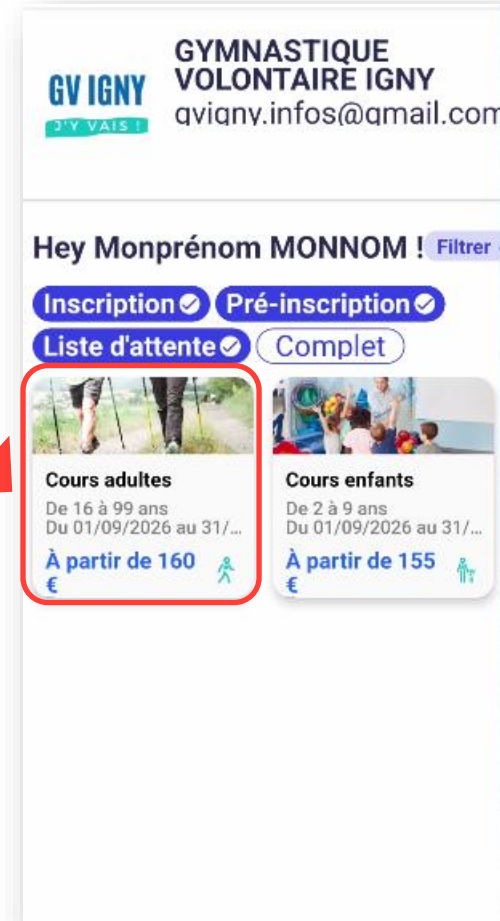 GV IGNY
J'Y VAIS !
GYMNASTIQUE
VOLONTAIRE IGNY
gvigny.infos@gmail.com
Hey Monprénom MONNOM !
Filtrer
Inscription
Pré-inscription
Liste d'attente
Complet
Cours adultes
De 16 à 99 ans
Du 01/09/2026 au 31/...
À partir de 160
€
Cours enfants
De 2 à 9 ans
Du 01/09/2026 au 31/...
À partir de 155
€